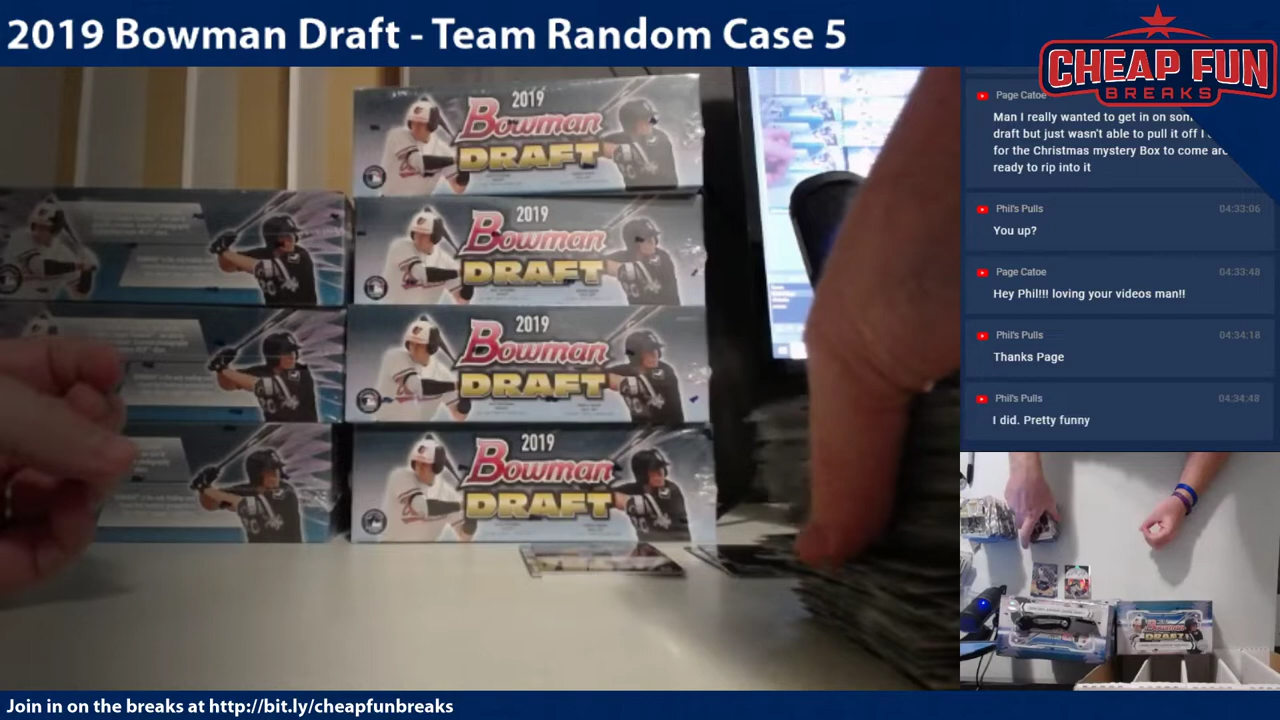 2019 Bowman Draft - Team Random Case 5
CHEAP FUN
BREAKS
Page Catoe
Man I really wanted to get in on som
draft but just wasn't able to pull it off I
for the Christmas mystery Box to come
ready to rip into it
Phil's Pulls 04:33:06
You up?
Page Catoe 04:33:48
Hey Phil!!! loving your videos man!!
Phil's Pulls 04:34:18
Thanks Page
Phil's Pulls 04:34:48
I did. Pretty funny
2019
Bowman
DRAFT
2019
Bowman
DRAFT
2019
Bowman
DRAFT
2019
Bowman
DRAFT
DRAFT
Join in on the breaks at http://bit.ly/cheapfunbreaks